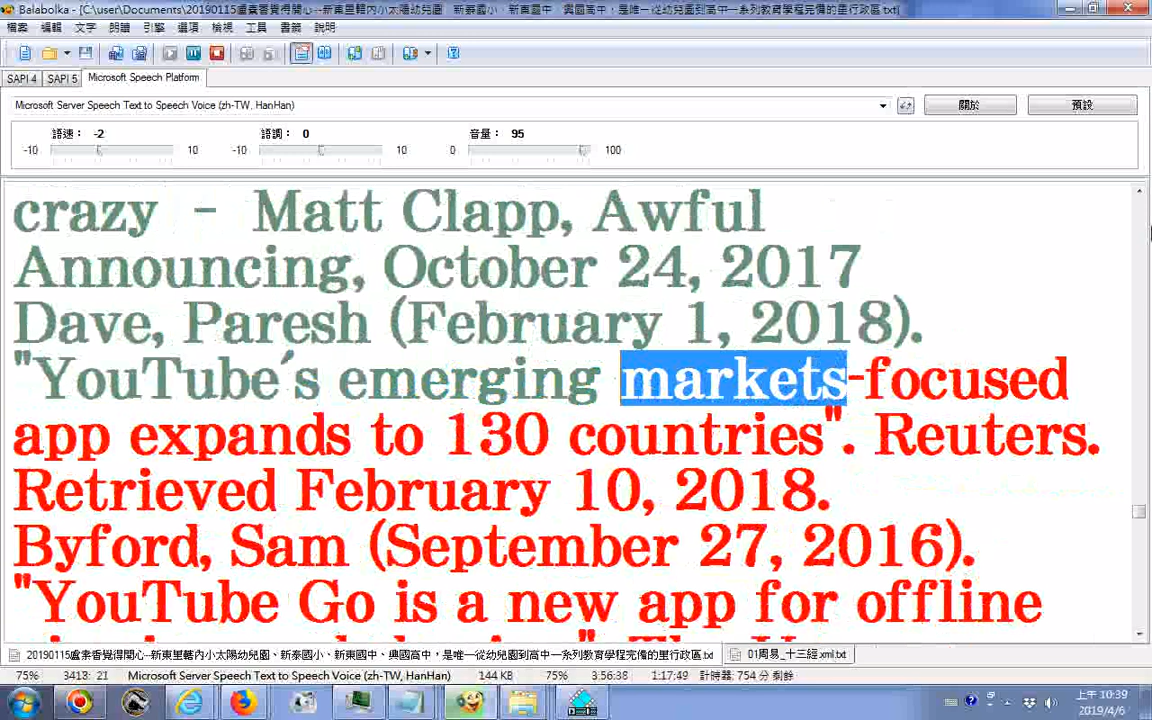 Balabolka - [C:\user\Documents\20190115盧素香覺得開心--新東里轄內小太陽幼兒園、新泰國小、新東國中、興國高中，是唯一從幼兒園到高中一系列教育學程完備的里行政區.txt]
檔案 編輯 文字 朗讀 引擎 選項 檢視 工具 書籤 說明
SAPI 4 SAPI 5 Microsoft Speech Platform
Microsoft Server Speech Text to Speech Voice (zh-TW, HanHan) 關於 預設
語速： -2 語調： 0 音量： 95
-10 10 -10 10 0 100
crazy - Matt Clapp, Awful
Announcing, October 24, 2017
Dave, Paresh (February 1, 2018).
"YouTube´s emerging markets-focused
app expands to 130 countries". Reuters.
Retrieved February 10, 2018.
Byford, Sam (September 27, 2016).
"YouTube Go is a new app for offline
20190115盧素香覺得開心--新東里轄內小太陽幼兒園、新泰國小、新東國中、興國高中，是唯一從幼兒園到高中一系列教育學程完備的里行政區.txt 01周易_十三經.xml.txt
75% 3413: 21 Microsoft Server Speech Text to Speech Voice (zh-TW, HanHan) 144 KB 75% 3:56:38 1:17:49 計時器: 754 分 剩餘
上午 10:39
2019/4/6